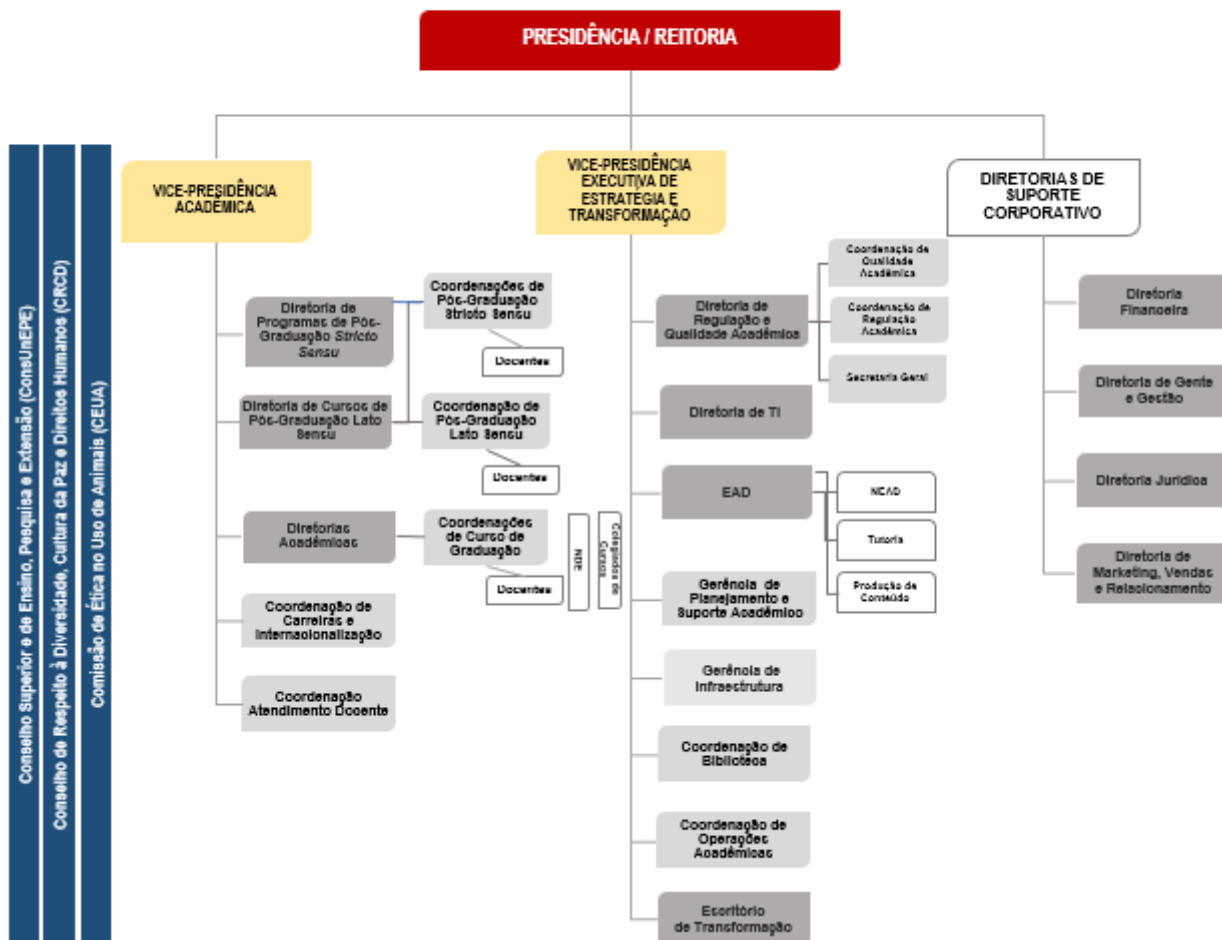 PRESIDÊNCIA / REITORIA
Conselho Superior e de Ensino, Pesquisa e Extensão (ConsUnEPE)
Conselho de Respeito à Diversidade, Cultura da Paz e Direitos Humanos (CRCD)
Comissão de Ética no Uso de Animais (CEUA)
VICE-PRESIDÊNCIA
ACADÊMICA
Diretoria de
Programas de Pós-
Graduação Stricto
Sensu
Coordenações de
Pós-Graduação
Stricto Sensu
Docentes
Diretoria de Cursos de
Pós-Graduação Lato
Sensu
Coordenação de
Pós-Graduação
Lato Sensu
Docentes
Diretorias
Acadêmicas
Coordenações
de Curso de
Graduação
Docentes
NDE
Colegiados de
Cursos
Coordenação de
Carreiras e
Internacionalização
Coordenação
Atendimento Docente
VICE-PRESIDÊNCIA
EXECUTIVA DE
ESTRATEGIA E
TRANSFORMAÇÃO
Diretoria de
Regulação e
Qualidade Acadêmica
Coordenação de
Qualidade
Acadêmica
Coordenação de
Regulação
Acadêmica
Secretaria Geral
Diretoria de TI
EAD
NEAD
Tutoria
Produção de
Conteúdo
Gerência de
Planejamento e
Suporte Acadêmico
Gerência de
Infraestrutura
Coordenação de
Biblioteca
Coordenação de
Operações
Acadêmicas
Escritório
de Transformação
DIRETORIAS DE
SUPORTE
CORPORATIVO
Diretoria
Financeira
Diretoria de Gente
e Gestão
Diretoria Jurídica
Diretoria de
Marketing, Vendas
e Relacionamento